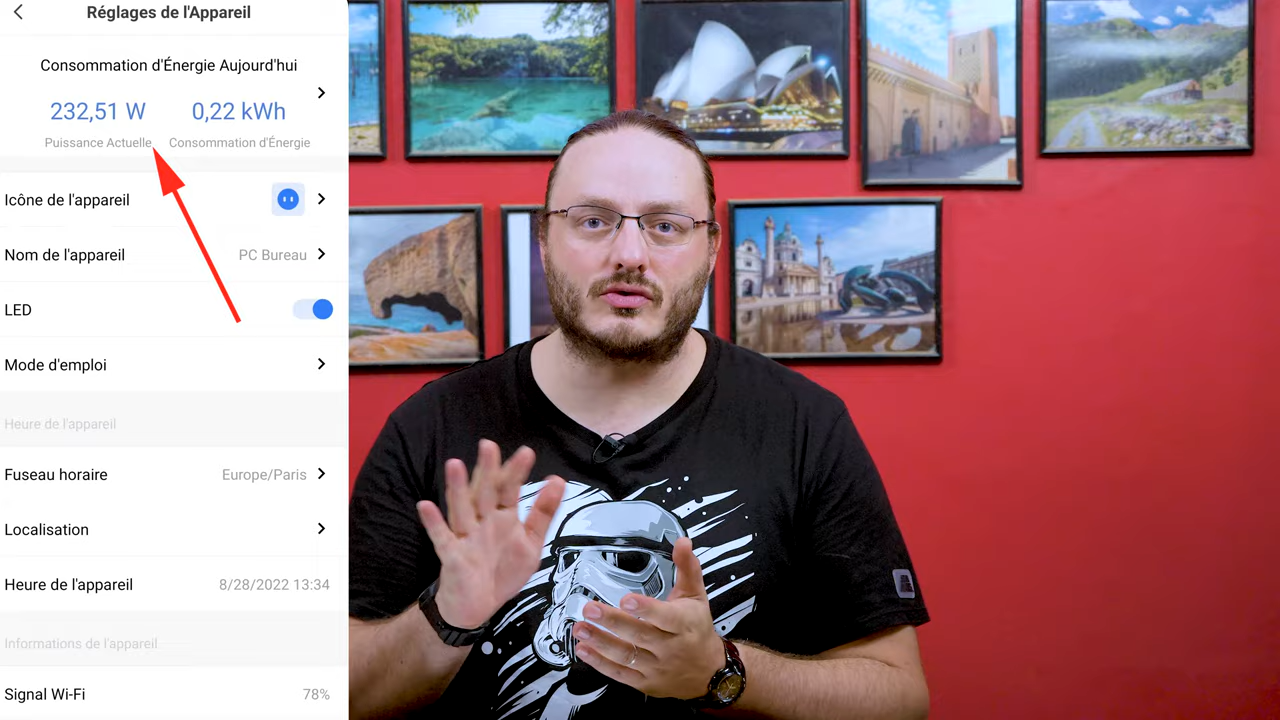 Réglages de l'Appareil
Consommation d'Énergie Aujourd'hui
232,51 W 0,22 kWh
Puissance Actuelle Consommation d'Énergie
Icône de l'appareil
Nom de l'appareil PC Bureau
LED
Mode d'emploi
Heure de l'appareil
Fuseau horaire Europe/Paris
Localisation
Heure de l'appareil 8/28/2022 13:34
Informations de l'appareil
Signal Wi-Fi 78%